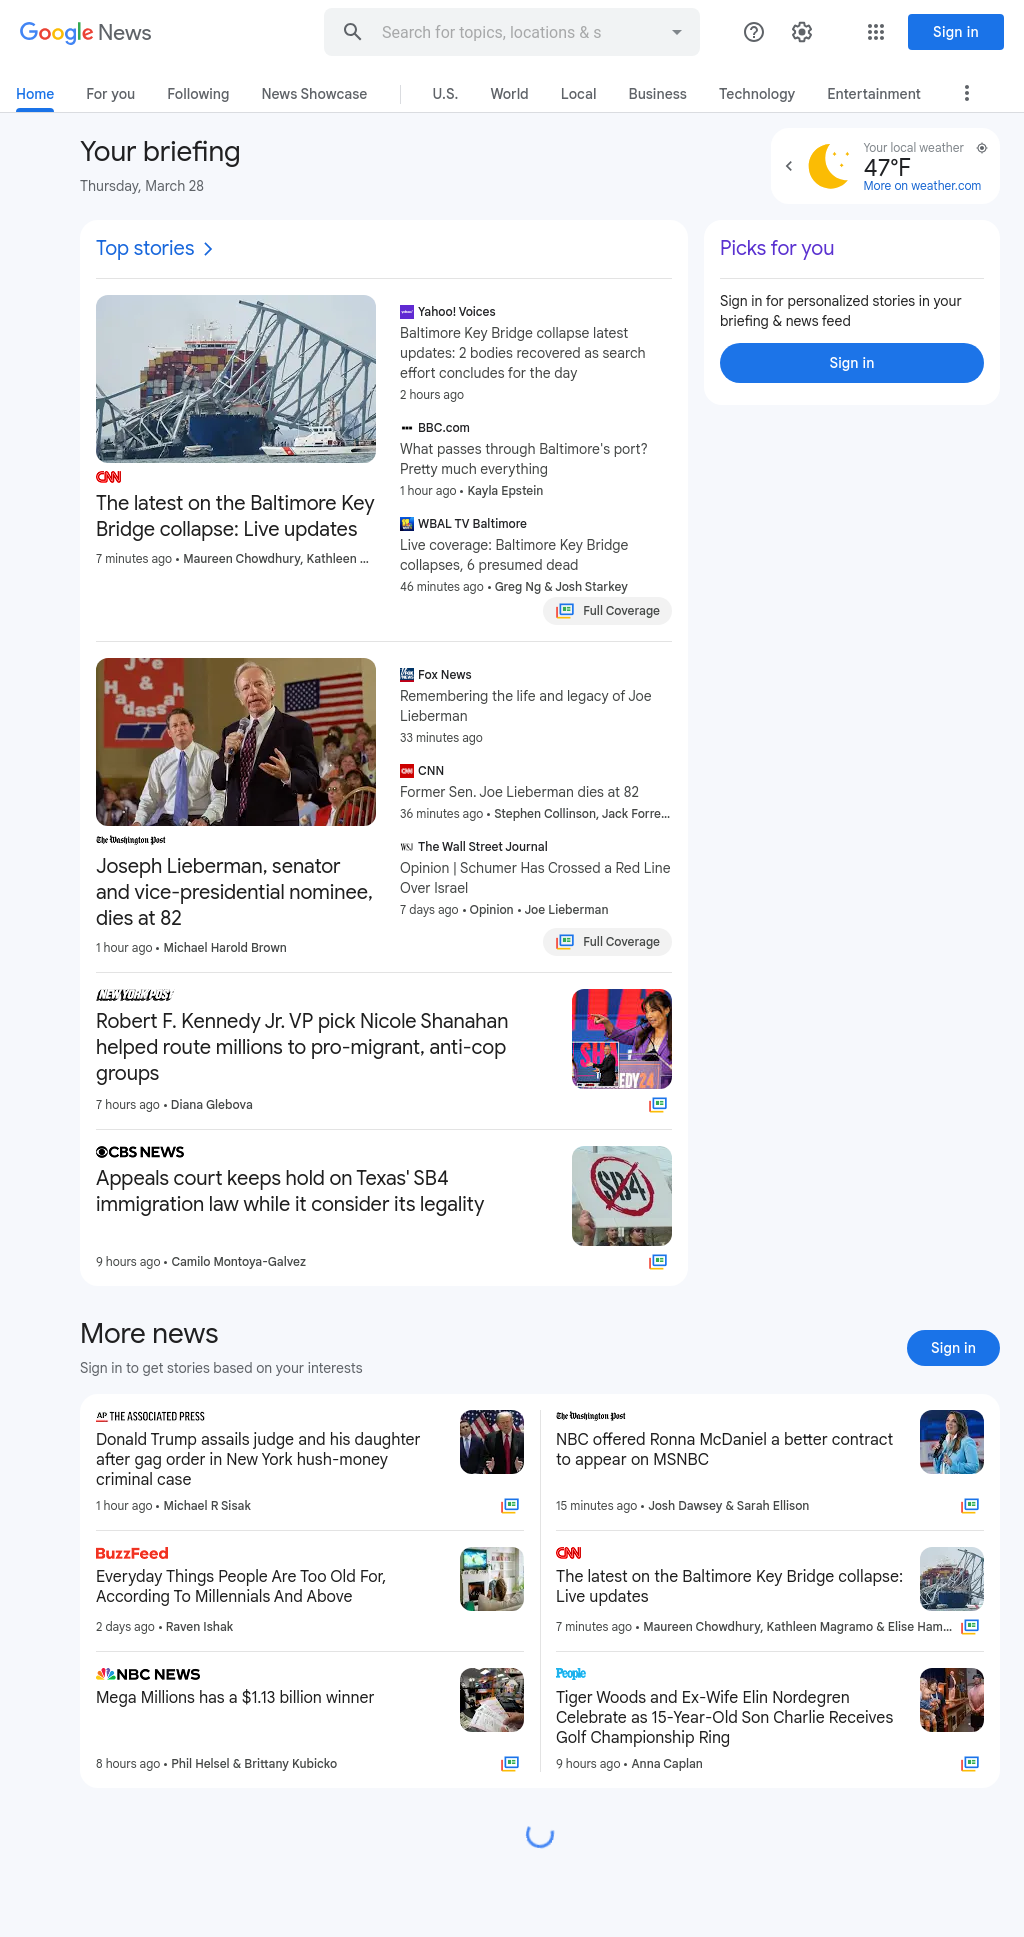 Google News
Search for topics, locations & s
Sign in
Home
For you
Following
News Showcase
U.S.
World
Local
Business
Technology
Entertainment
Your briefing
Thursday, March 28
Your local weather
47°F
More on weather.com
Top stories
Picks for you
Sign in for personalized stories in your
briefing & news feed
Sign in
CNN
The latest on the Baltimore Key
Bridge collapse: Live updates
7 minutes ago • Maureen Chowdhury, Kathleen ...
Yahoo! Voices
Baltimore Key Bridge collapse latest
updates: 2 bodies recovered as search
effort concludes for the day
2 hours ago
BBC.com
What passes through Baltimore's port?
Pretty much everything
1 hour ago • Kayla Epstein
WBAL TV Baltimore
Live coverage: Baltimore Key Bridge
collapses, 6 presumed dead
46 minutes ago • Greg Ng & Josh Starkey
Full Coverage
Joe
&
Hadassah
The Washington Post
Joseph Lieberman, senator
and vice-presidential nominee,
dies at 82
1 hour ago • Michael Harold Brown
Fox News
Remembering the life and legacy of Joe
Lieberman
33 minutes ago
CNN
Former Sen. Joe Lieberman dies at 82
36 minutes ago • Stephen Collinson, Jack Forre...
WSJ The Wall Street Journal
Opinion | Schumer Has Crossed a Red Line
Over Israel
7 days ago • Opinion • Joe Lieberman
Full Coverage
NEW YORK POST
Robert F. Kennedy Jr. VP pick Nicole Shanahan
helped route millions to pro-migrant, anti-cop
groups
7 hours ago • Diana Glebova
SHA
EDY24
CBS NEWS
Appeals court keeps hold on Texas' SB4
immigration law while it consider its legality
9 hours ago • Camilo Montoya-Galvez
SB4
More news
Sign in to get stories based on your interests
Sign in
AP THE ASSOCIATED PRESS
Donald Trump assails judge and his daughter
after gag order in New York hush-money
criminal case
1 hour ago • Michael R Sisak
The Washington Post
NBC offered Ronna McDaniel a better contract
to appear on MSNBC
15 minutes ago • Josh Dawsey & Sarah Ellison
BuzzFeed
Everyday Things People Are Too Old For,
According To Millennials And Above
2 days ago • Raven Ishak
CNN
The latest on the Baltimore Key Bridge collapse:
Live updates
7 minutes ago • Maureen Chowdhury, Kathleen Magramo & Elise Ham...
NBC NEWS
Mega Millions has a $1.13 billion winner
8 hours ago • Phil Helsel & Brittany Kubicko
People
Tiger Woods and Ex-Wife Elin Nordegren
Celebrate as 15-Year-Old Son Charlie Receives
Golf Championship Ring
9 hours ago • Anna Caplan